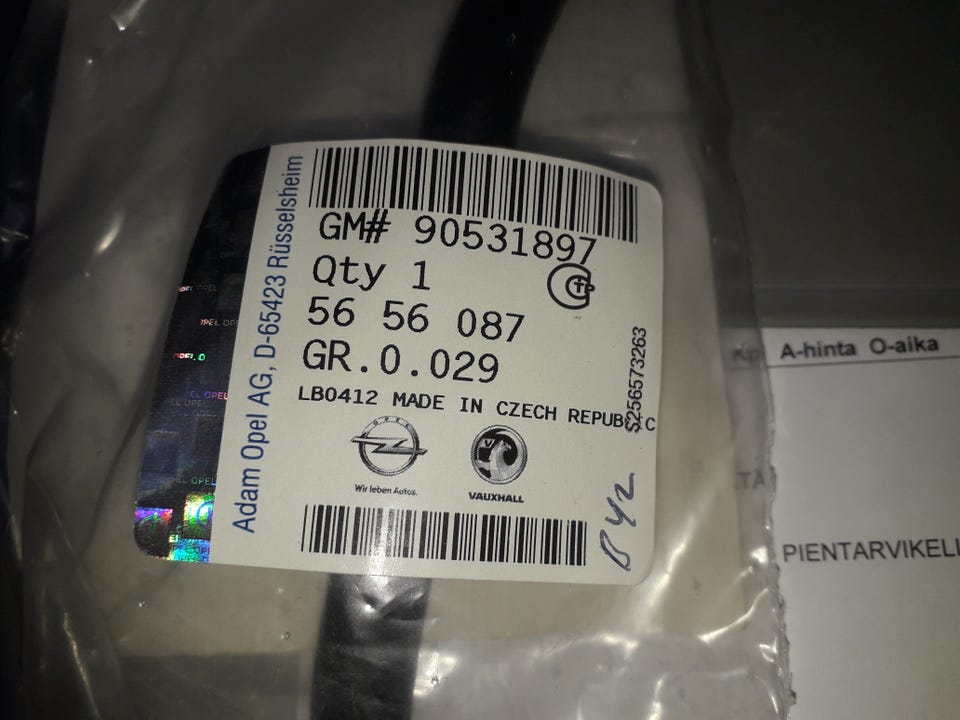 Adam Opel AG, D-65423 Rüsselsheim
GM# 90531897
Qty 1
56 56 087
GR.0.029
LB0412 MADE IN CZECH REPUBLIC
S256573263
OPEL
Wir leben Autos.
VAUXHALL
A-hinta O-aika
PIENTARVIKELI